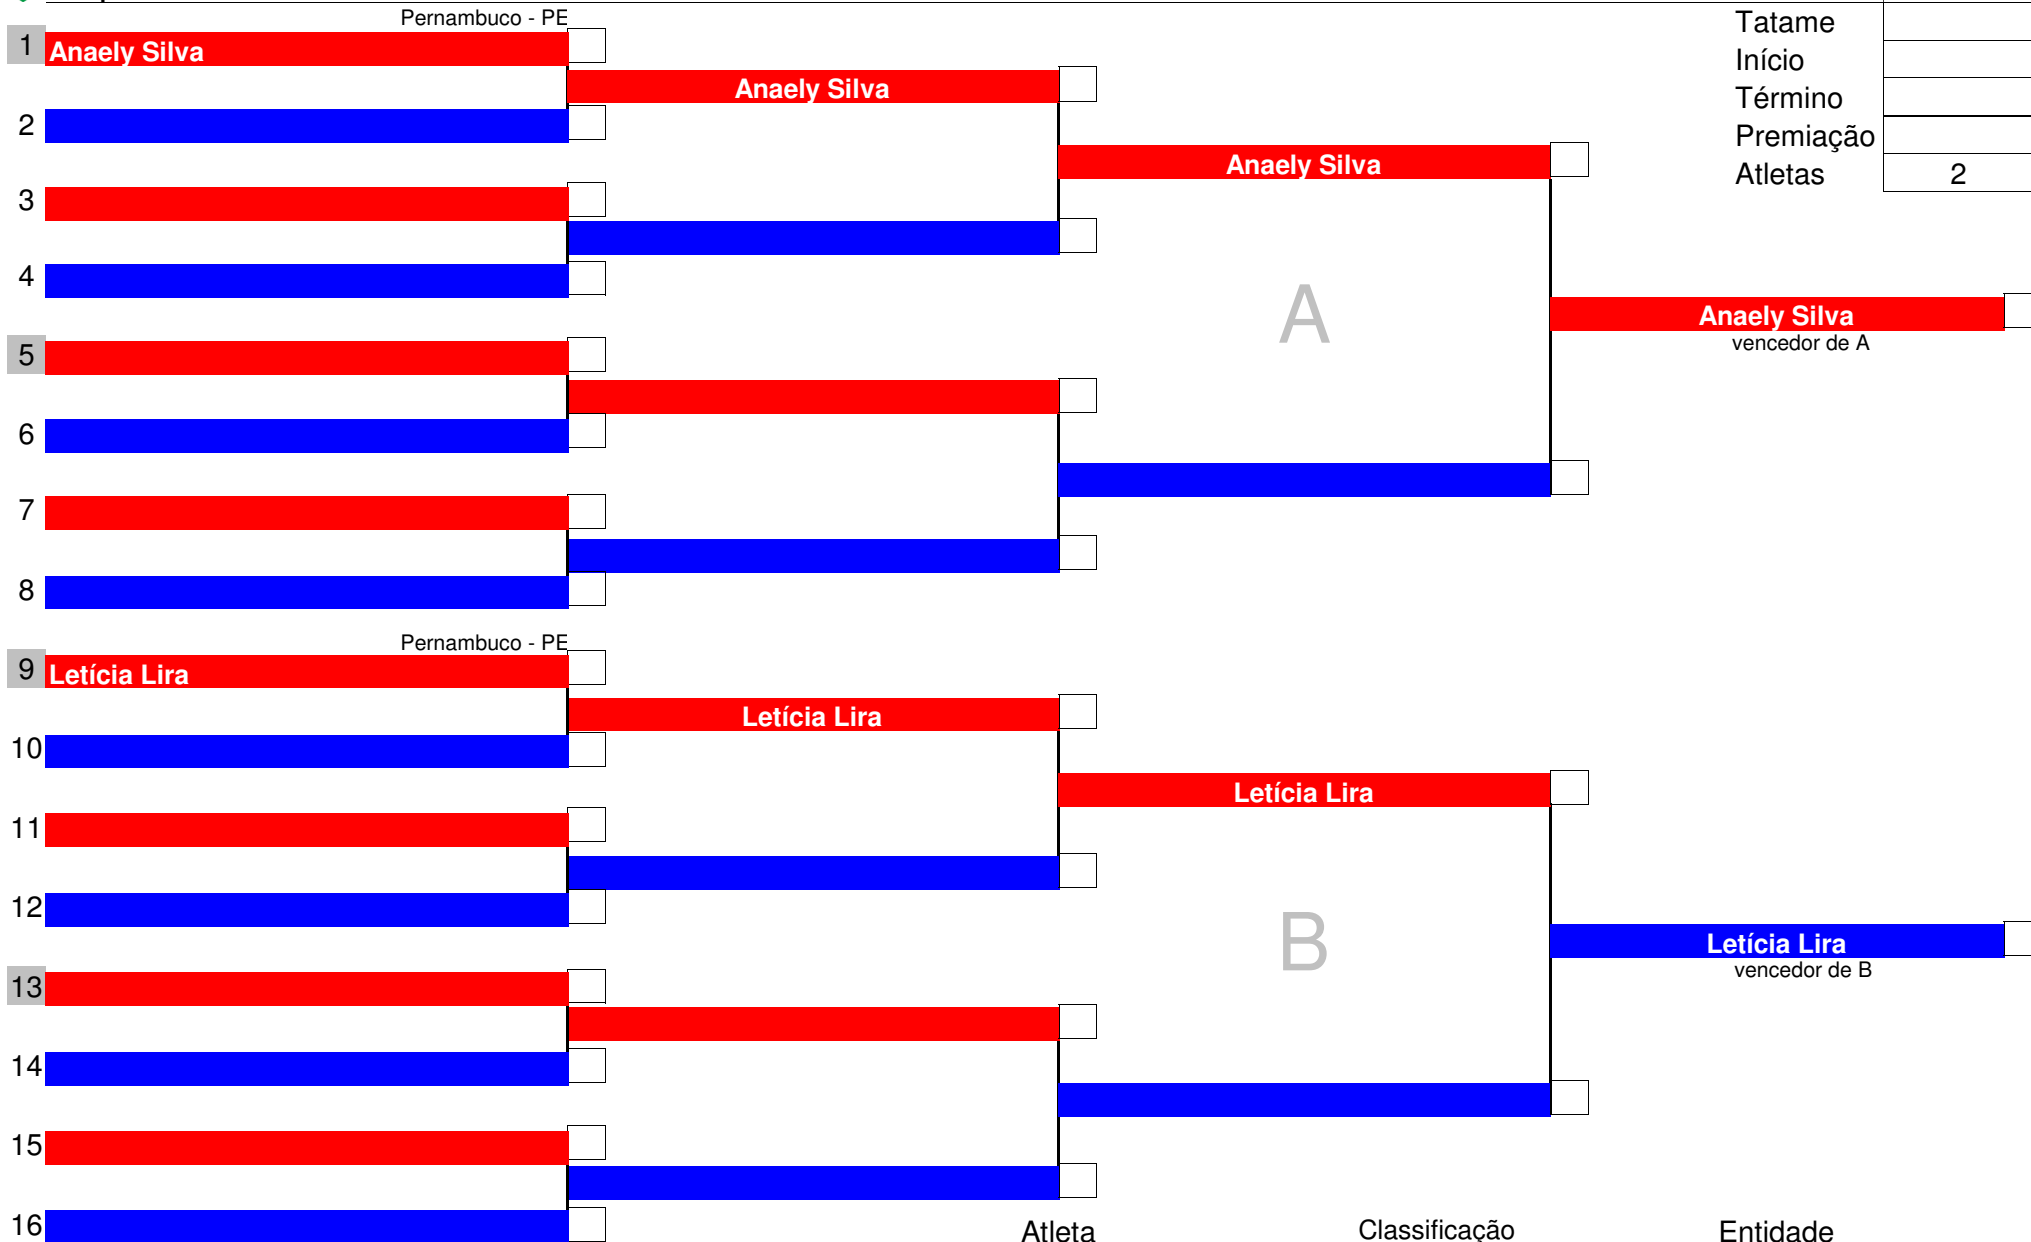 Pernambuco - PE
Tatame
1 Anaely Silva
Início
Anaely Silva
Término
2
Premiação
Anaely Silva
Atletas 2
3
4
A
Anaely Silva
vencedor de A
5
6
7
8
Pernambuco - PE
9 Letícia Lira
Letícia Lira
10
Letícia Lira
11
12
B
Letícia Lira
vencedor de B
13
14
15
16
Atleta Classificação Entidade